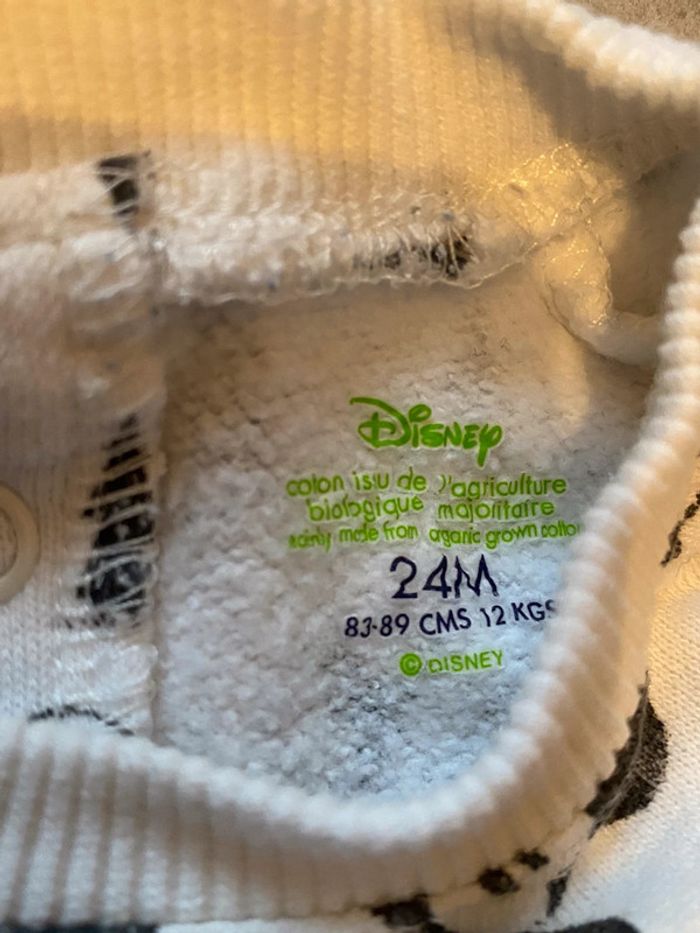 Disney
coton issu de l'agriculture
biologique majoritaire
mainly made from organic grown cotton
24M
83-89 CMS 12 KGS
© DISNEY